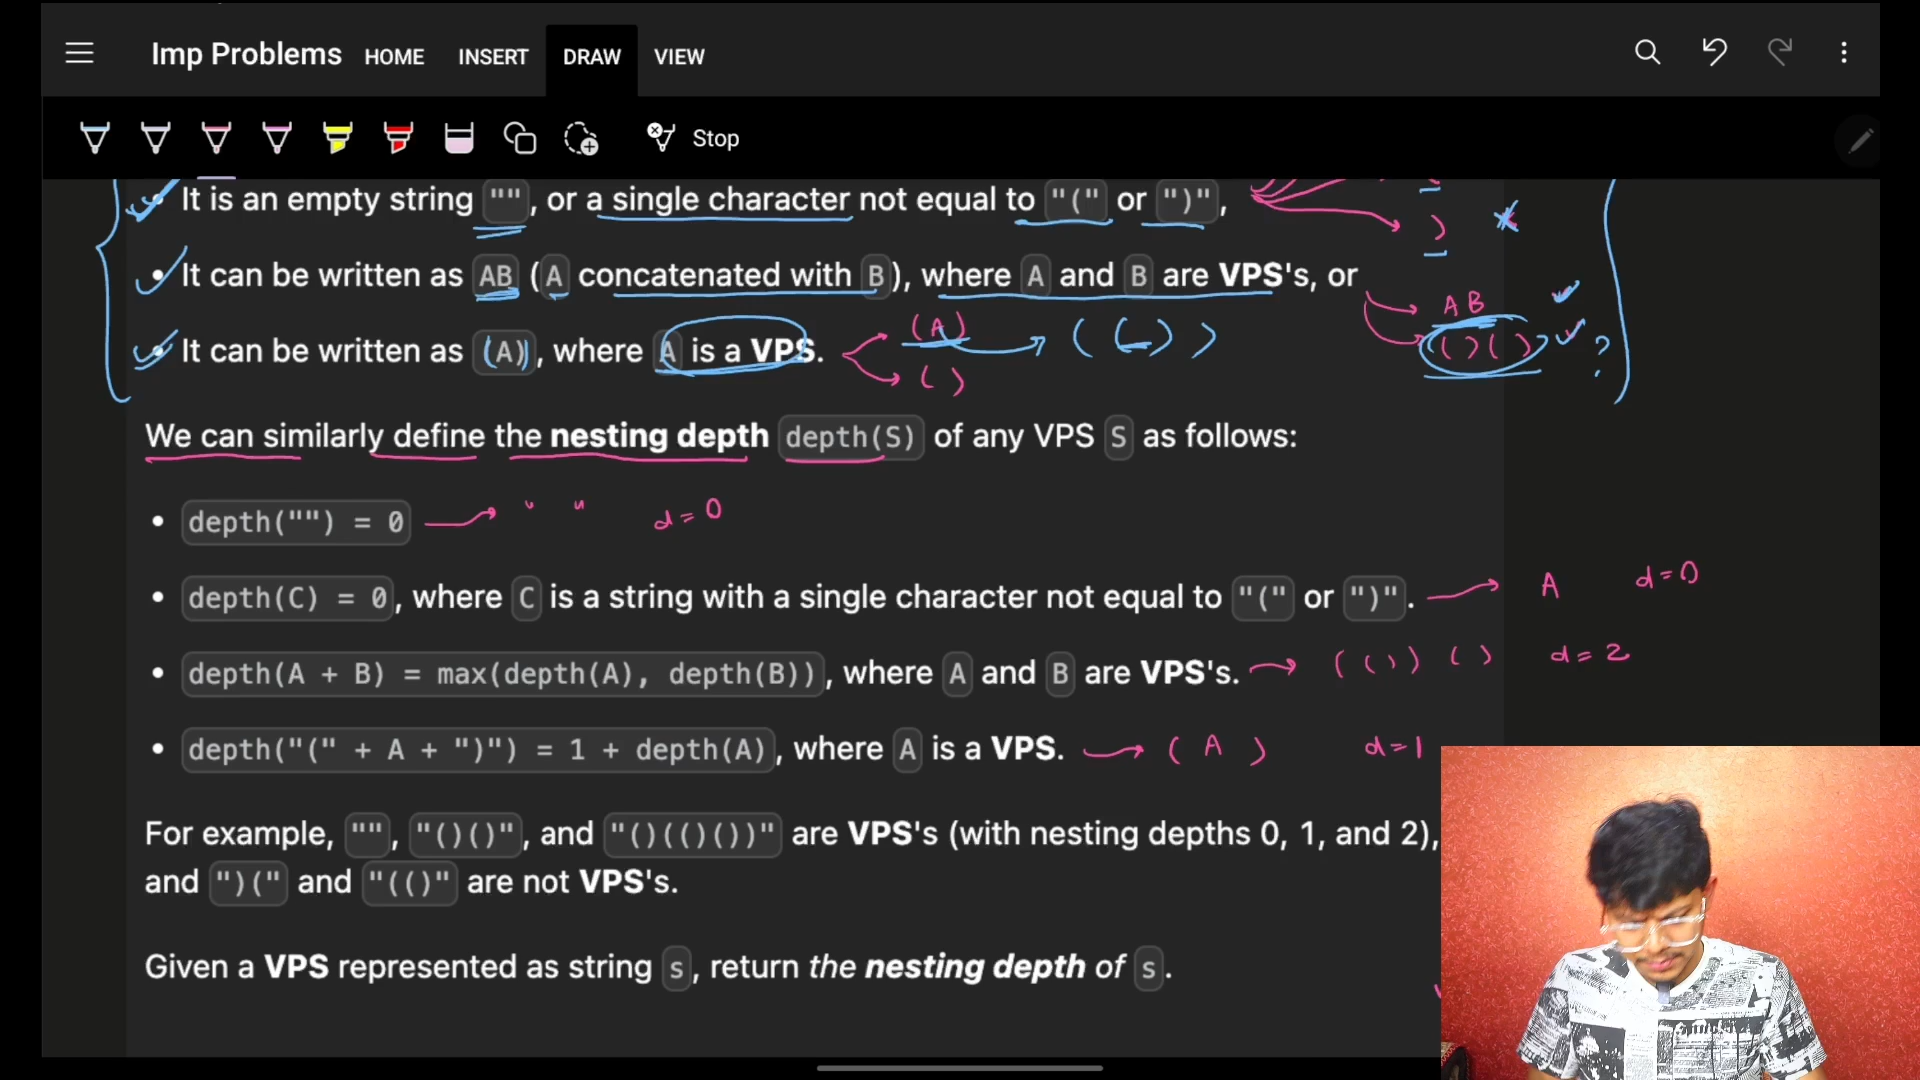 Imp Problems HOME INSERT DRAW VIEW
Stop
It is an empty string "", or a single character not equal to "(" or ")",
)
It can be written as AB (A concatenated with B), where A and B are VPS's, or
A B
It can be written as (A), where A is a VPS.
(A)
( ( ) )
( )
( ) ( )
?
We can similarly define the nesting depth depth(S) of any VPS S as follows:
• depth("") = 0
" " d = 0
• depth(C) = 0, where C is a string with a single character not equal to "(" or ")".
A d = 0
• depth(A + B) = max(depth(A), depth(B)), where A and B are VPS's.
( ( ) ) ( ) d = 2
• depth("(" + A + ")") = 1 + depth(A), where A is a VPS.
( A ) d = 1
For example, "", "()()", and "()(()())" are VPS's (with nesting depths 0, 1, and 2),
and ")(" and "(()" are not VPS's.
Given a VPS represented as string s, return the nesting depth of s.